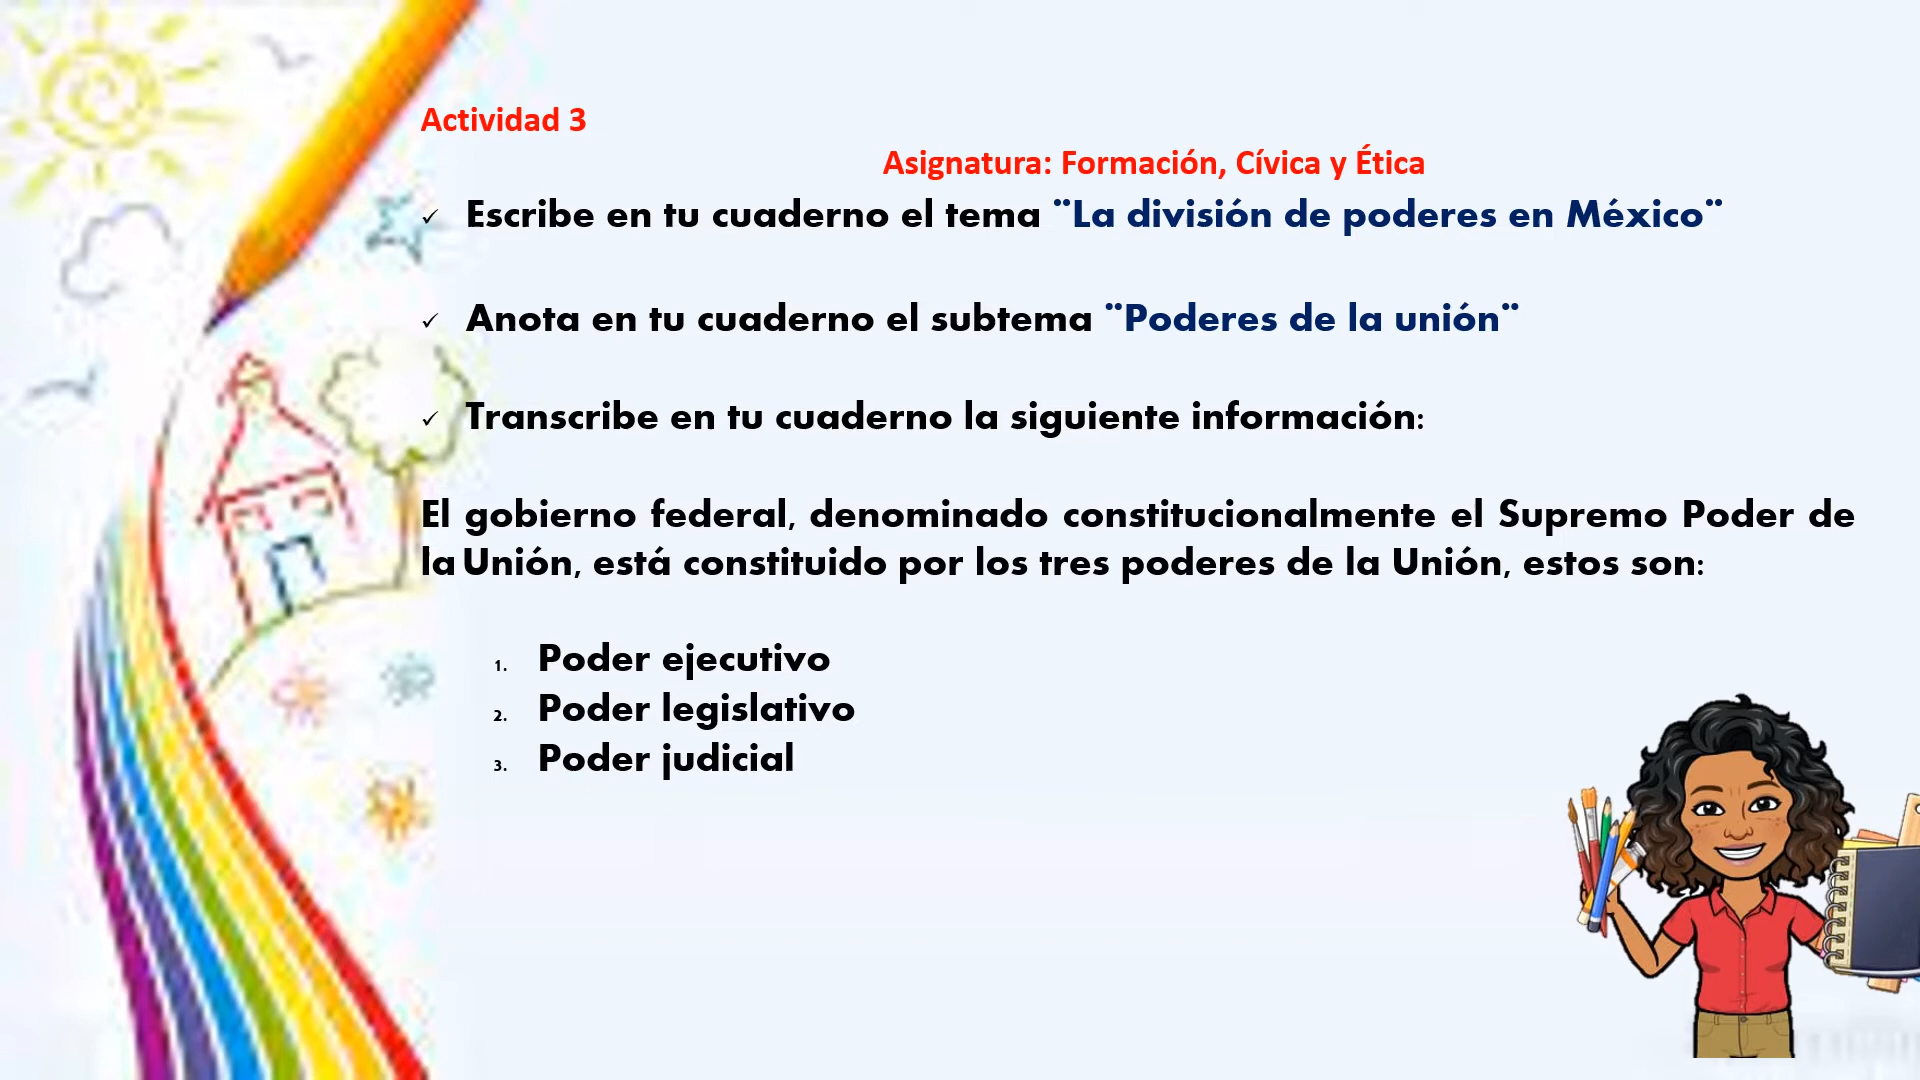 Actividad 3
Asignatura: Formación, Cívica y Ética
✓ Escribe en tu cuaderno el tema ¨La división de poderes en México¨
✓ Anota en tu cuaderno el subtema ¨Poderes de la unión¨
✓ Transcribe en tu cuaderno la siguiente información:
El gobierno federal, denominado constitucionalmente el Supremo Poder de
la Unión, está constituido por los tres poderes de la Unión, estos son:
1. Poder ejecutivo
2. Poder legislativo
3. Poder judicial